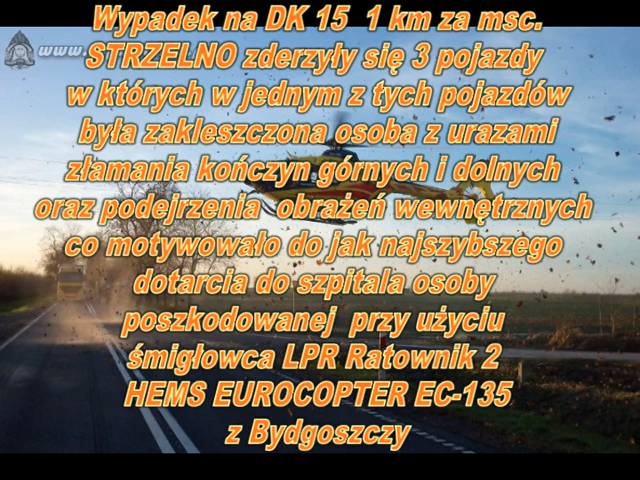 Wypadek na DK 15 1 km za msc.
www.
STRZELNO zderzyły się 3 pojazdy
w których w jednym z tych pojazdów
była zakleszczona osoba z urazami
złamania kończyn górnych i dolnych
oraz podejrzenia obrażeń wewnętrznych
co motywowało do jak najszybszego
dotarcia do szpitala osoby
poszkodowanej przy użyciu
śmigłowca LPR Ratownik 2
HEMS EUROCOPTER EC-135
z Bydgoszczy